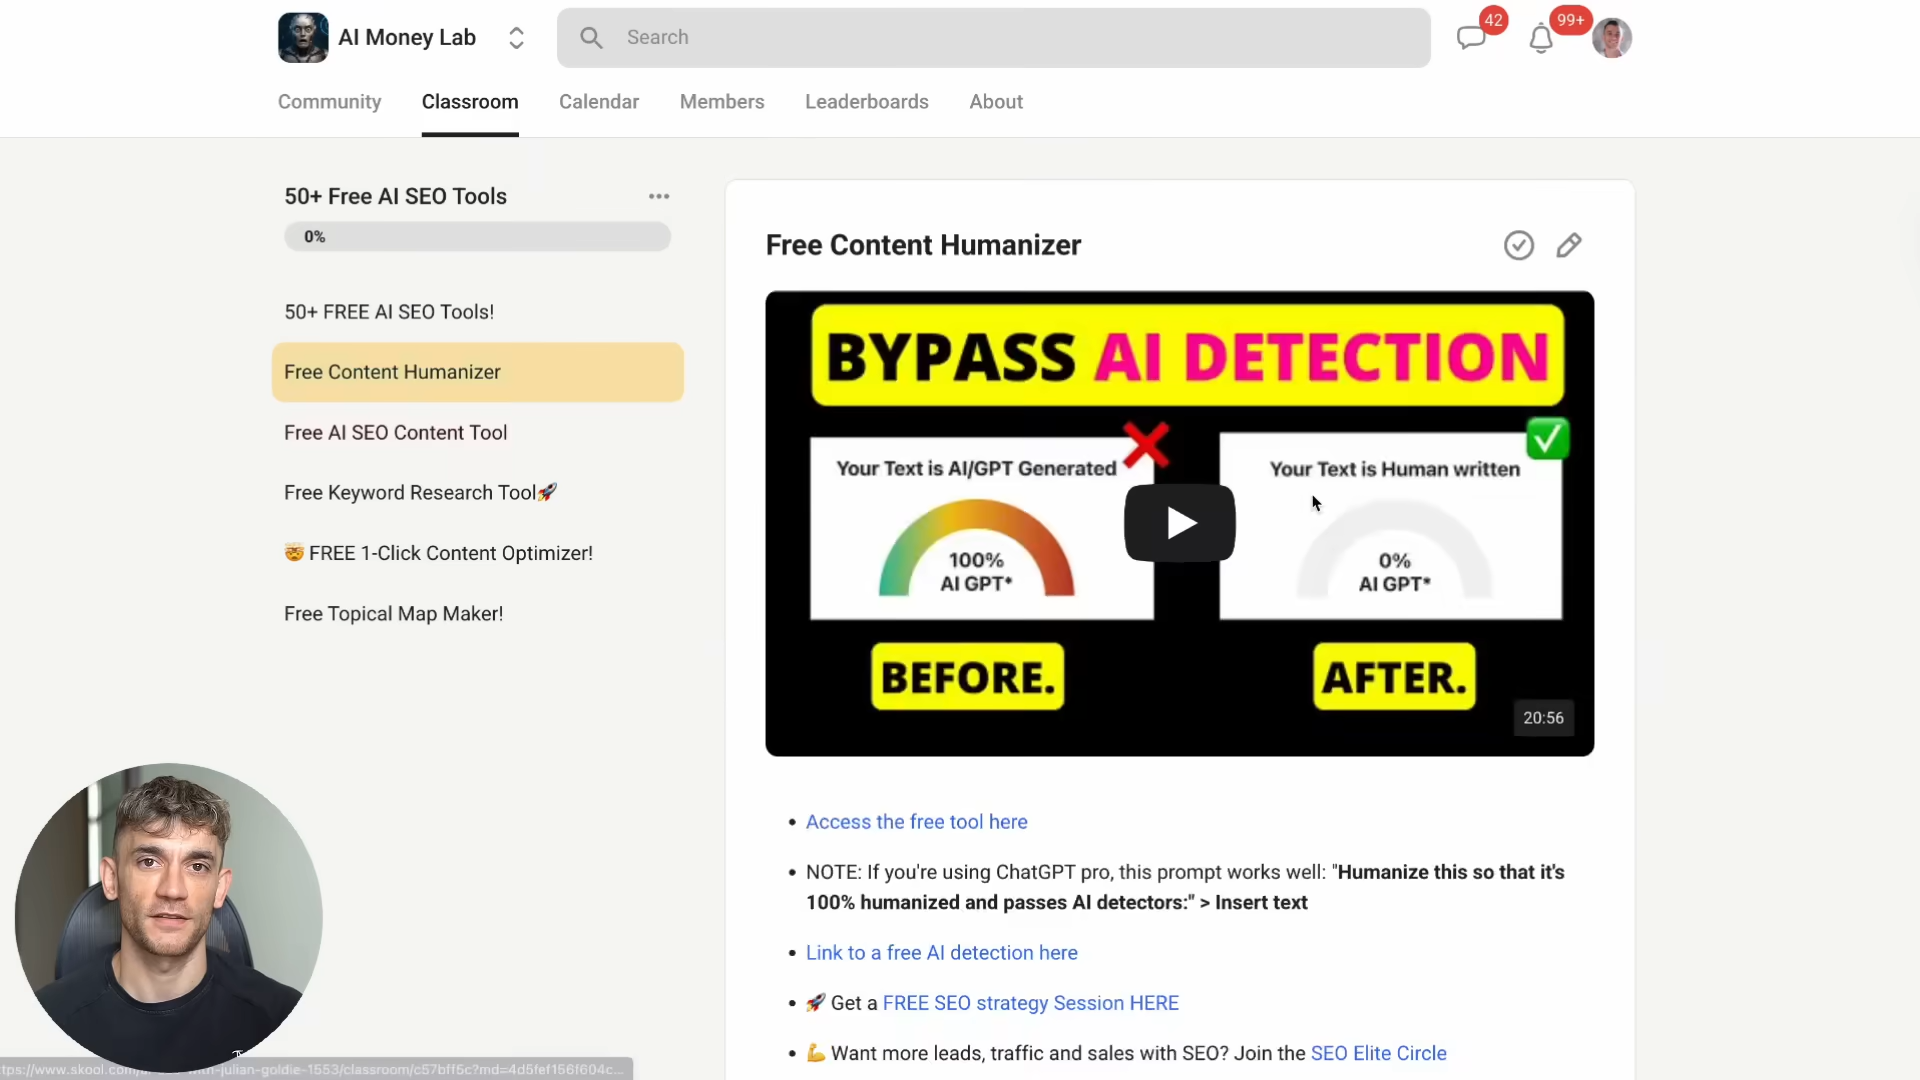 AI Money Lab
Search
42
99+
Community
Classroom
Calendar
Members
Leaderboards
About
50+ Free AI SEO Tools
0%
50+ FREE AI SEO Tools!
Free Content Humanizer
Free AI SEO Content Tool
Free Keyword Research Tool🚀
🤯 FREE 1-Click Content Optimizer!
Free Topical Map Maker!
Free Content Humanizer
BYPASS AI DETECTION
Your Text is AI/GPT Generated
100%
AI GPT*
BEFORE.
Your Text is Human written
0%
AI GPT*
AFTER.
20:56
• Access the free tool here
• NOTE: If you're using ChatGPT pro, this prompt works well: "Humanize this so that it's
100% humanized and passes AI detectors:" > Insert text
• Link to a free AI detection here
• 🚀 Get a FREE SEO strategy Session HERE
• 💪 Want more leads, traffic and sales with SEO? Join the SEO Elite Circle